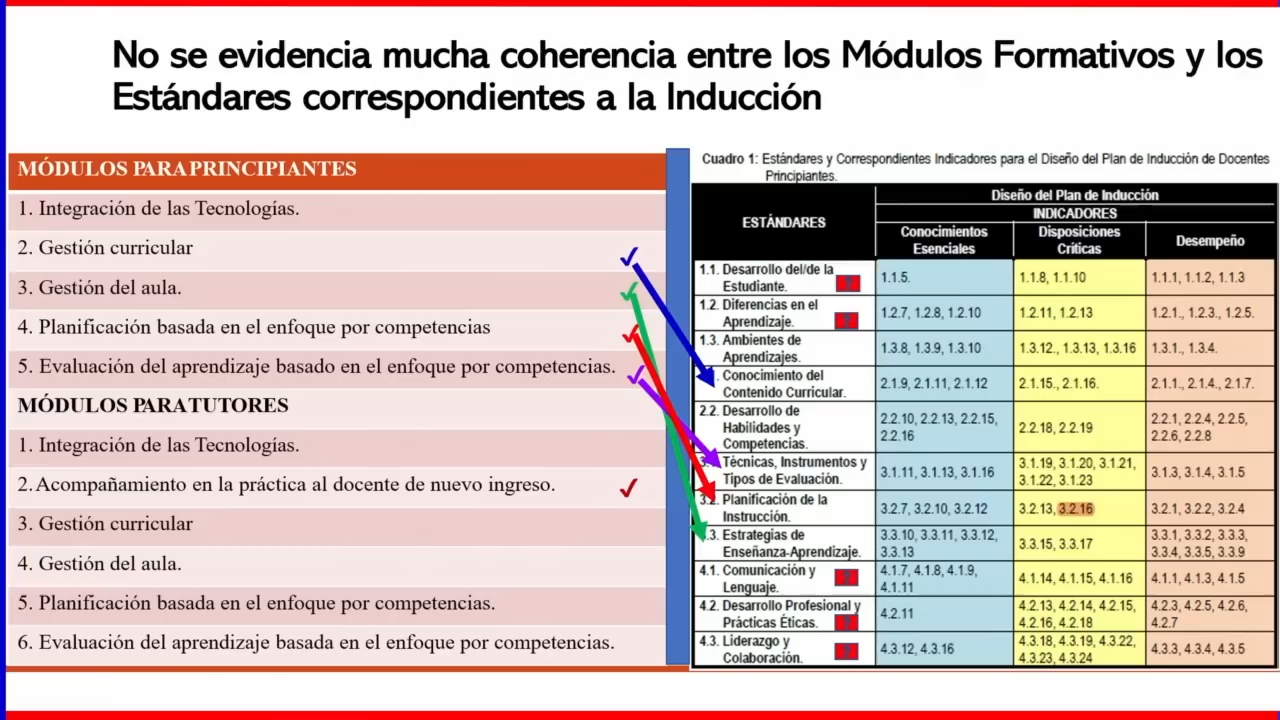 No se evidencia mucha coherencia entre los Módulos Formativos y los
Estándares correspondientes a la Inducción
MÓDULOS PARA PRINCIPIANTES
1. Integración de las Tecnologías.
2. Gestión curricular
3. Gestión del aula.
4. Planificación basada en el enfoque por competencias
5. Evaluación del aprendizaje basado en el enfoque por competencias.
MÓDULOS PARA TUTORES
1. Integración de las Tecnologías.
2. Acompañamiento en la práctica al docente de nuevo ingreso.
3. Gestión curricular
4. Gestión del aula.
5. Planificación basada en el enfoque por competencias.
6. Evaluación del aprendizaje basada en el enfoque por competencias.
Cuadro 1: Estándares y Correspondientes Indicadores para el Diseño del Plan de Inducción de Docentes
Principiantes.
ESTÁNDARES
Diseño del Plan de Inducción
INDICADORES
Conocimientos
Esenciales
Disposiciones
Críticas
Desempeño
1.1. Desarrollo del/de la
Estudiante.
1.1.5.
1.1.8, 1.1.10
1.1.1, 1.1.2, 1.1.3
1.2. Diferencias en el
Aprendizaje.
1.2.7, 1.2.8, 1.2.10
1.2.11, 1.2.13
1.2.1., 1.2.3., 1.2.5.
1.3. Ambientes de
Aprendizajes.
1.3.8, 1.3.9, 1.3.10
1.3.12., 1.3.13, 1.3.16
1.3.1., 1.3.4.
Conocimiento del
Contenido Curricular.
2.1.9, 2.1.11, 2.1.12
2.1.15., 2.1.16.
2.1.1., 2.1.4., 2.1.7.
2.2. Desarrollo de
Habilidades y
Competencias.
2.2.10, 2.2.13, 2.2.15,
2.2.16
2.2.18, 2.2.19
2.2.1, 2.2.4, 2.2.5,
2.2.6, 2.2.8
Técnicas, Instrumentos y
Tipos de Evaluación.
3.1.11, 3.1.13, 3.1.16
3.1.19, 3.1.20, 3.1.21,
3.1.22, 3.1.23
3.1.3, 3.1.4, 3.1.5
3.2. Planificación de la
Instrucción.
3.2.7, 3.2.10, 3.2.12
3.2.13, 3.2.16
3.2.1, 3.2.2, 3.2.4
Estrategias de
Enseñanza-Aprendizaje.
3.3.10, 3.3.11, 3.3.12,
3.3.13
3.3.15, 3.3.17
3.3.1, 3.3.2, 3.3.3,
3.3.4, 3.3.5, 3.3.9
4.1. Comunicación y
Lenguaje.
4.1.7, 4.1.8, 4.1.9,
4.1.11
4.1.14, 4.1.15, 4.1.16
4.1.1, 4.1.3, 4.1.5
4.2. Desarrollo Profesional y
Prácticas Éticas.
4.2.11
4.2.13, 4.2.14, 4.2.15,
4.2.16, 4.2.18
4.2.3, 4.2.5, 4.2.6,
4.2.7
4.3. Liderazgo y
Colaboración.
4.3.12, 4.3.16
4.3.18, 4.3.19, 4.3.22,
4.3.23, 4.3.24
4.3.3, 4.3.4, 4.3.5